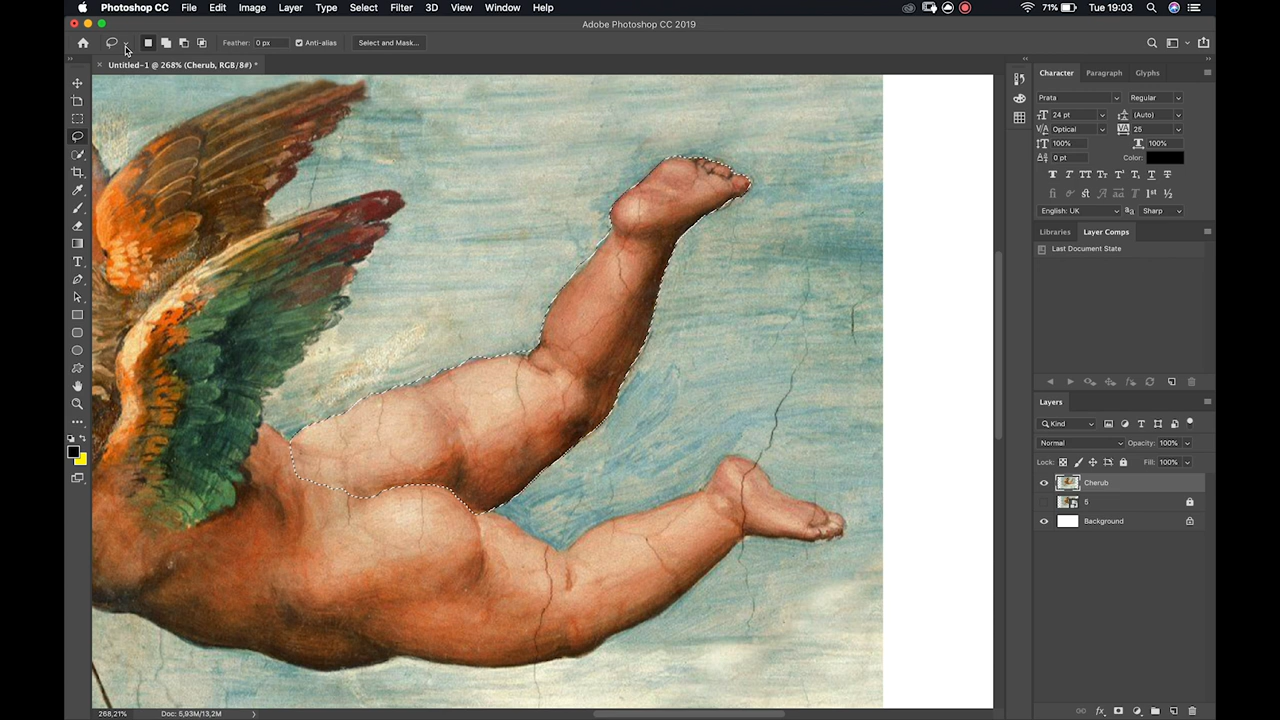 Photoshop CC File Edit Image Layer Type Select Filter 3D View Window Help 71% Tue 19:03
Adobe Photoshop CC 2019
Feather: 0 px Anti-alias Select and Mask...
Untitled-1 @ 268% (Cherub, RGB/8#) *
Character Paragraph Glyphs
Prata Regular
24 pt (Auto)
Optical 25
100% 100%
0 pt Color:
English: UK Sharp
Libraries Layer Comps
Last Document State
Layers
Kind
Normal Opacity: 100%
Lock: Fill: 100%
Cherub
5
Background
268,21% Doc: 5,93M/13,2M